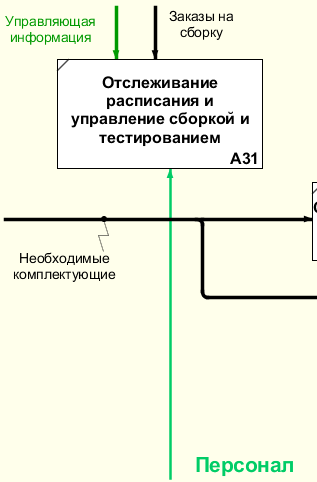 Управляющая
информация
Заказы на
сборку
Отслеживание
расписания и
управление сборкой и
тестированием
A31
Необходимые
комплектующие
Персонал